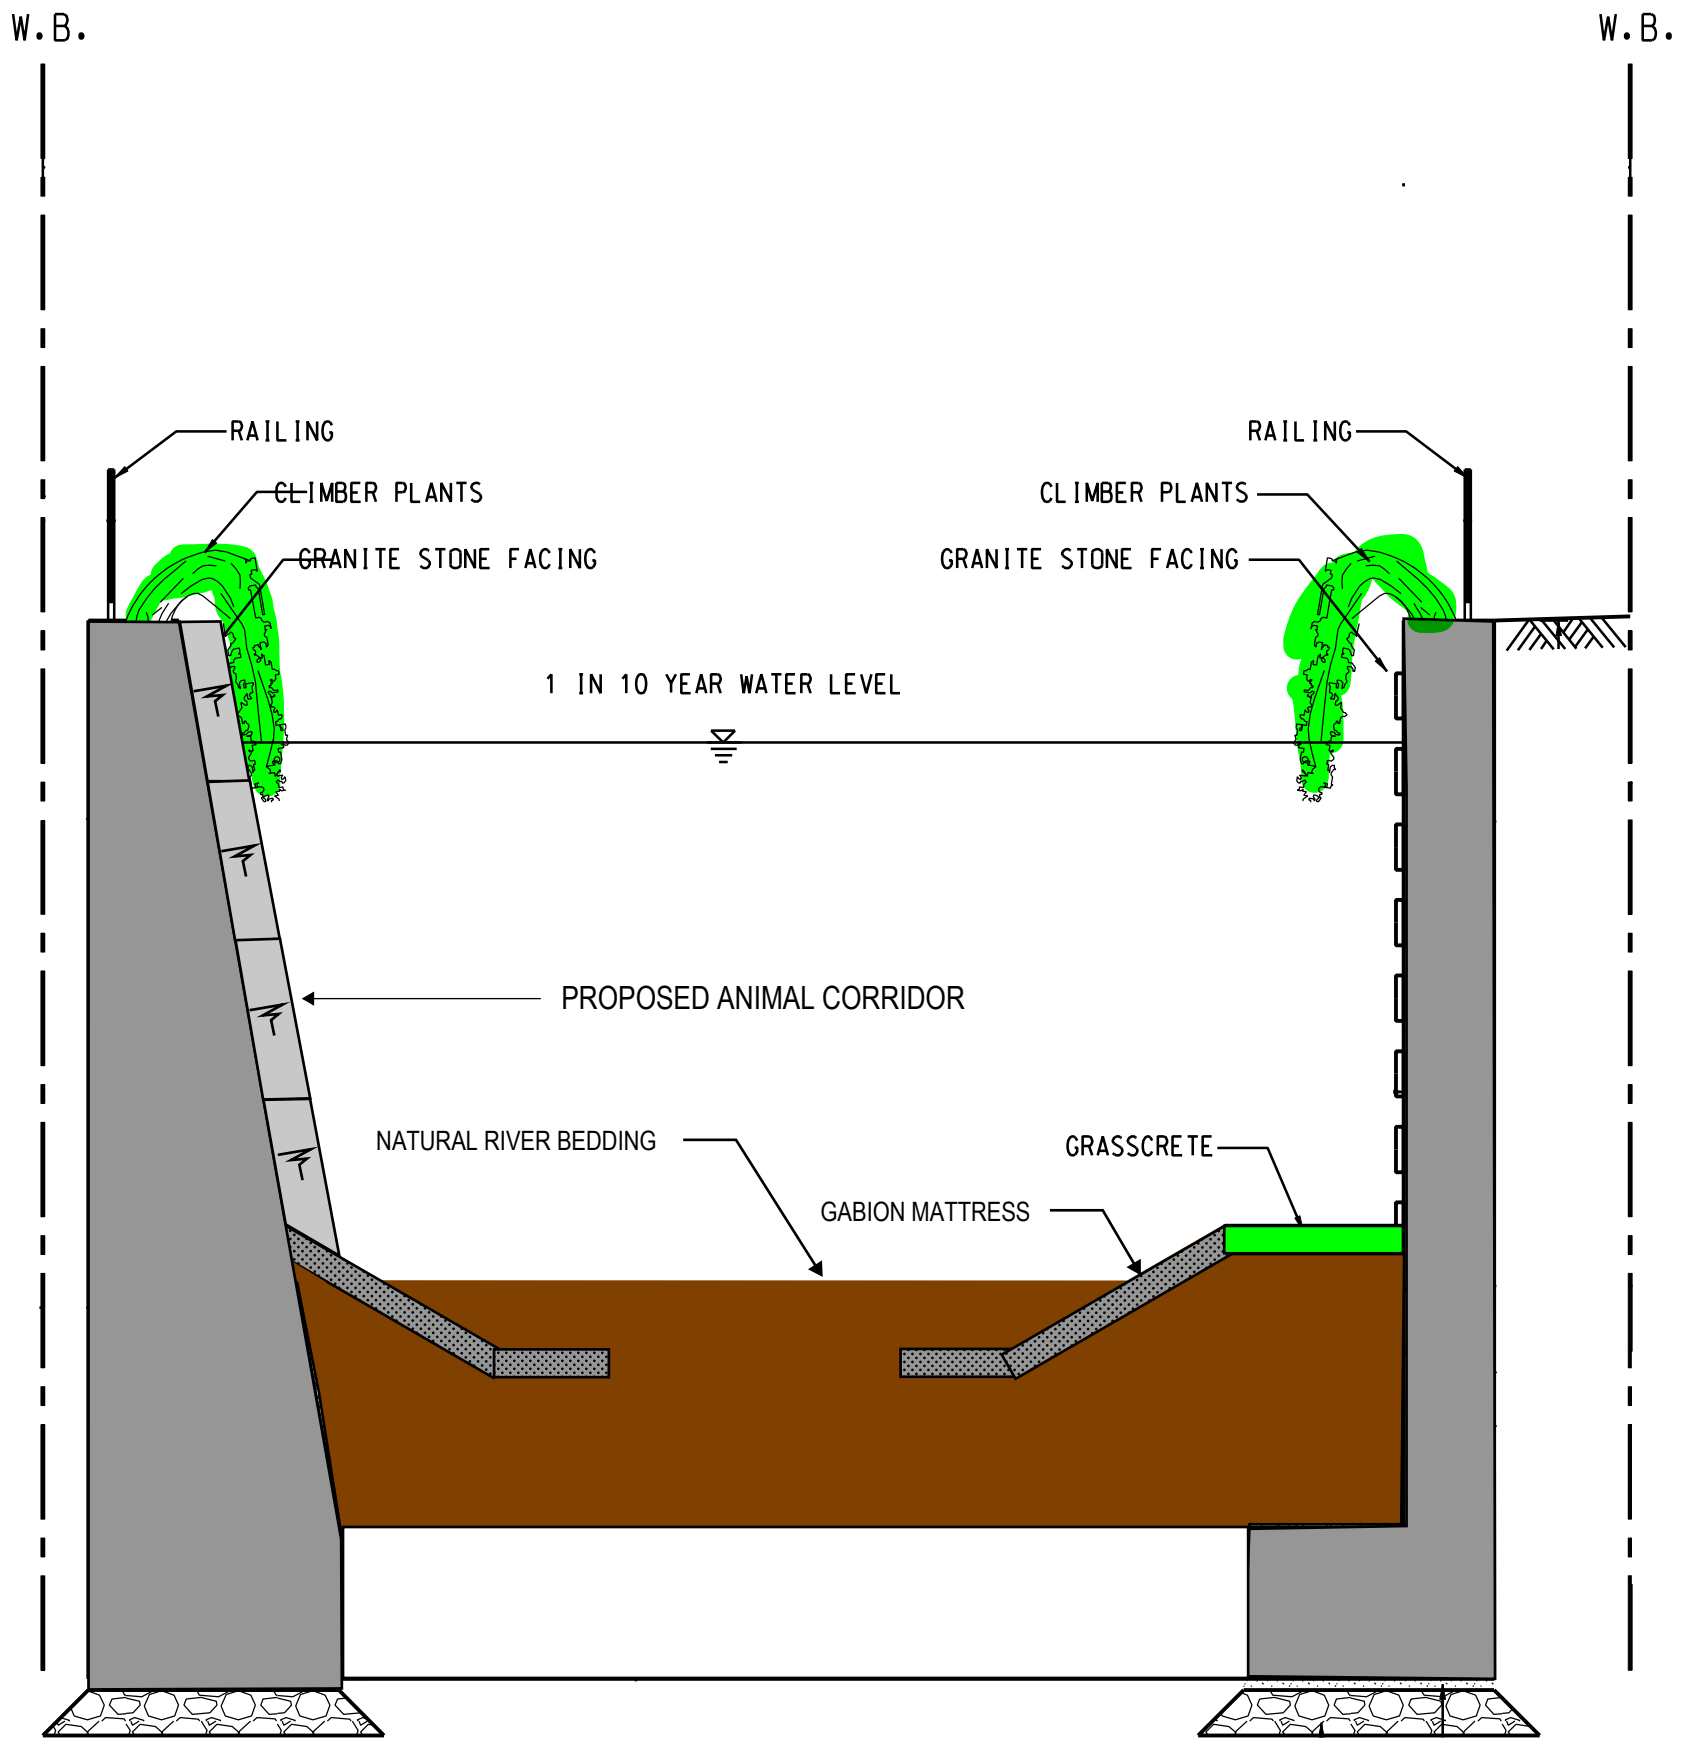 W.B.
W.B.
RAILING
RAILING
CLIMBER PLANTS
CLIMBER PLANTS
GRANITE STONE FACING
GRANITE STONE FACING
1 IN 10 YEAR WATER LEVEL
PROPOSED ANIMAL CORRIDOR
NATURAL RIVER BEDDING
GRASSCRETE
GABION MATTRESS